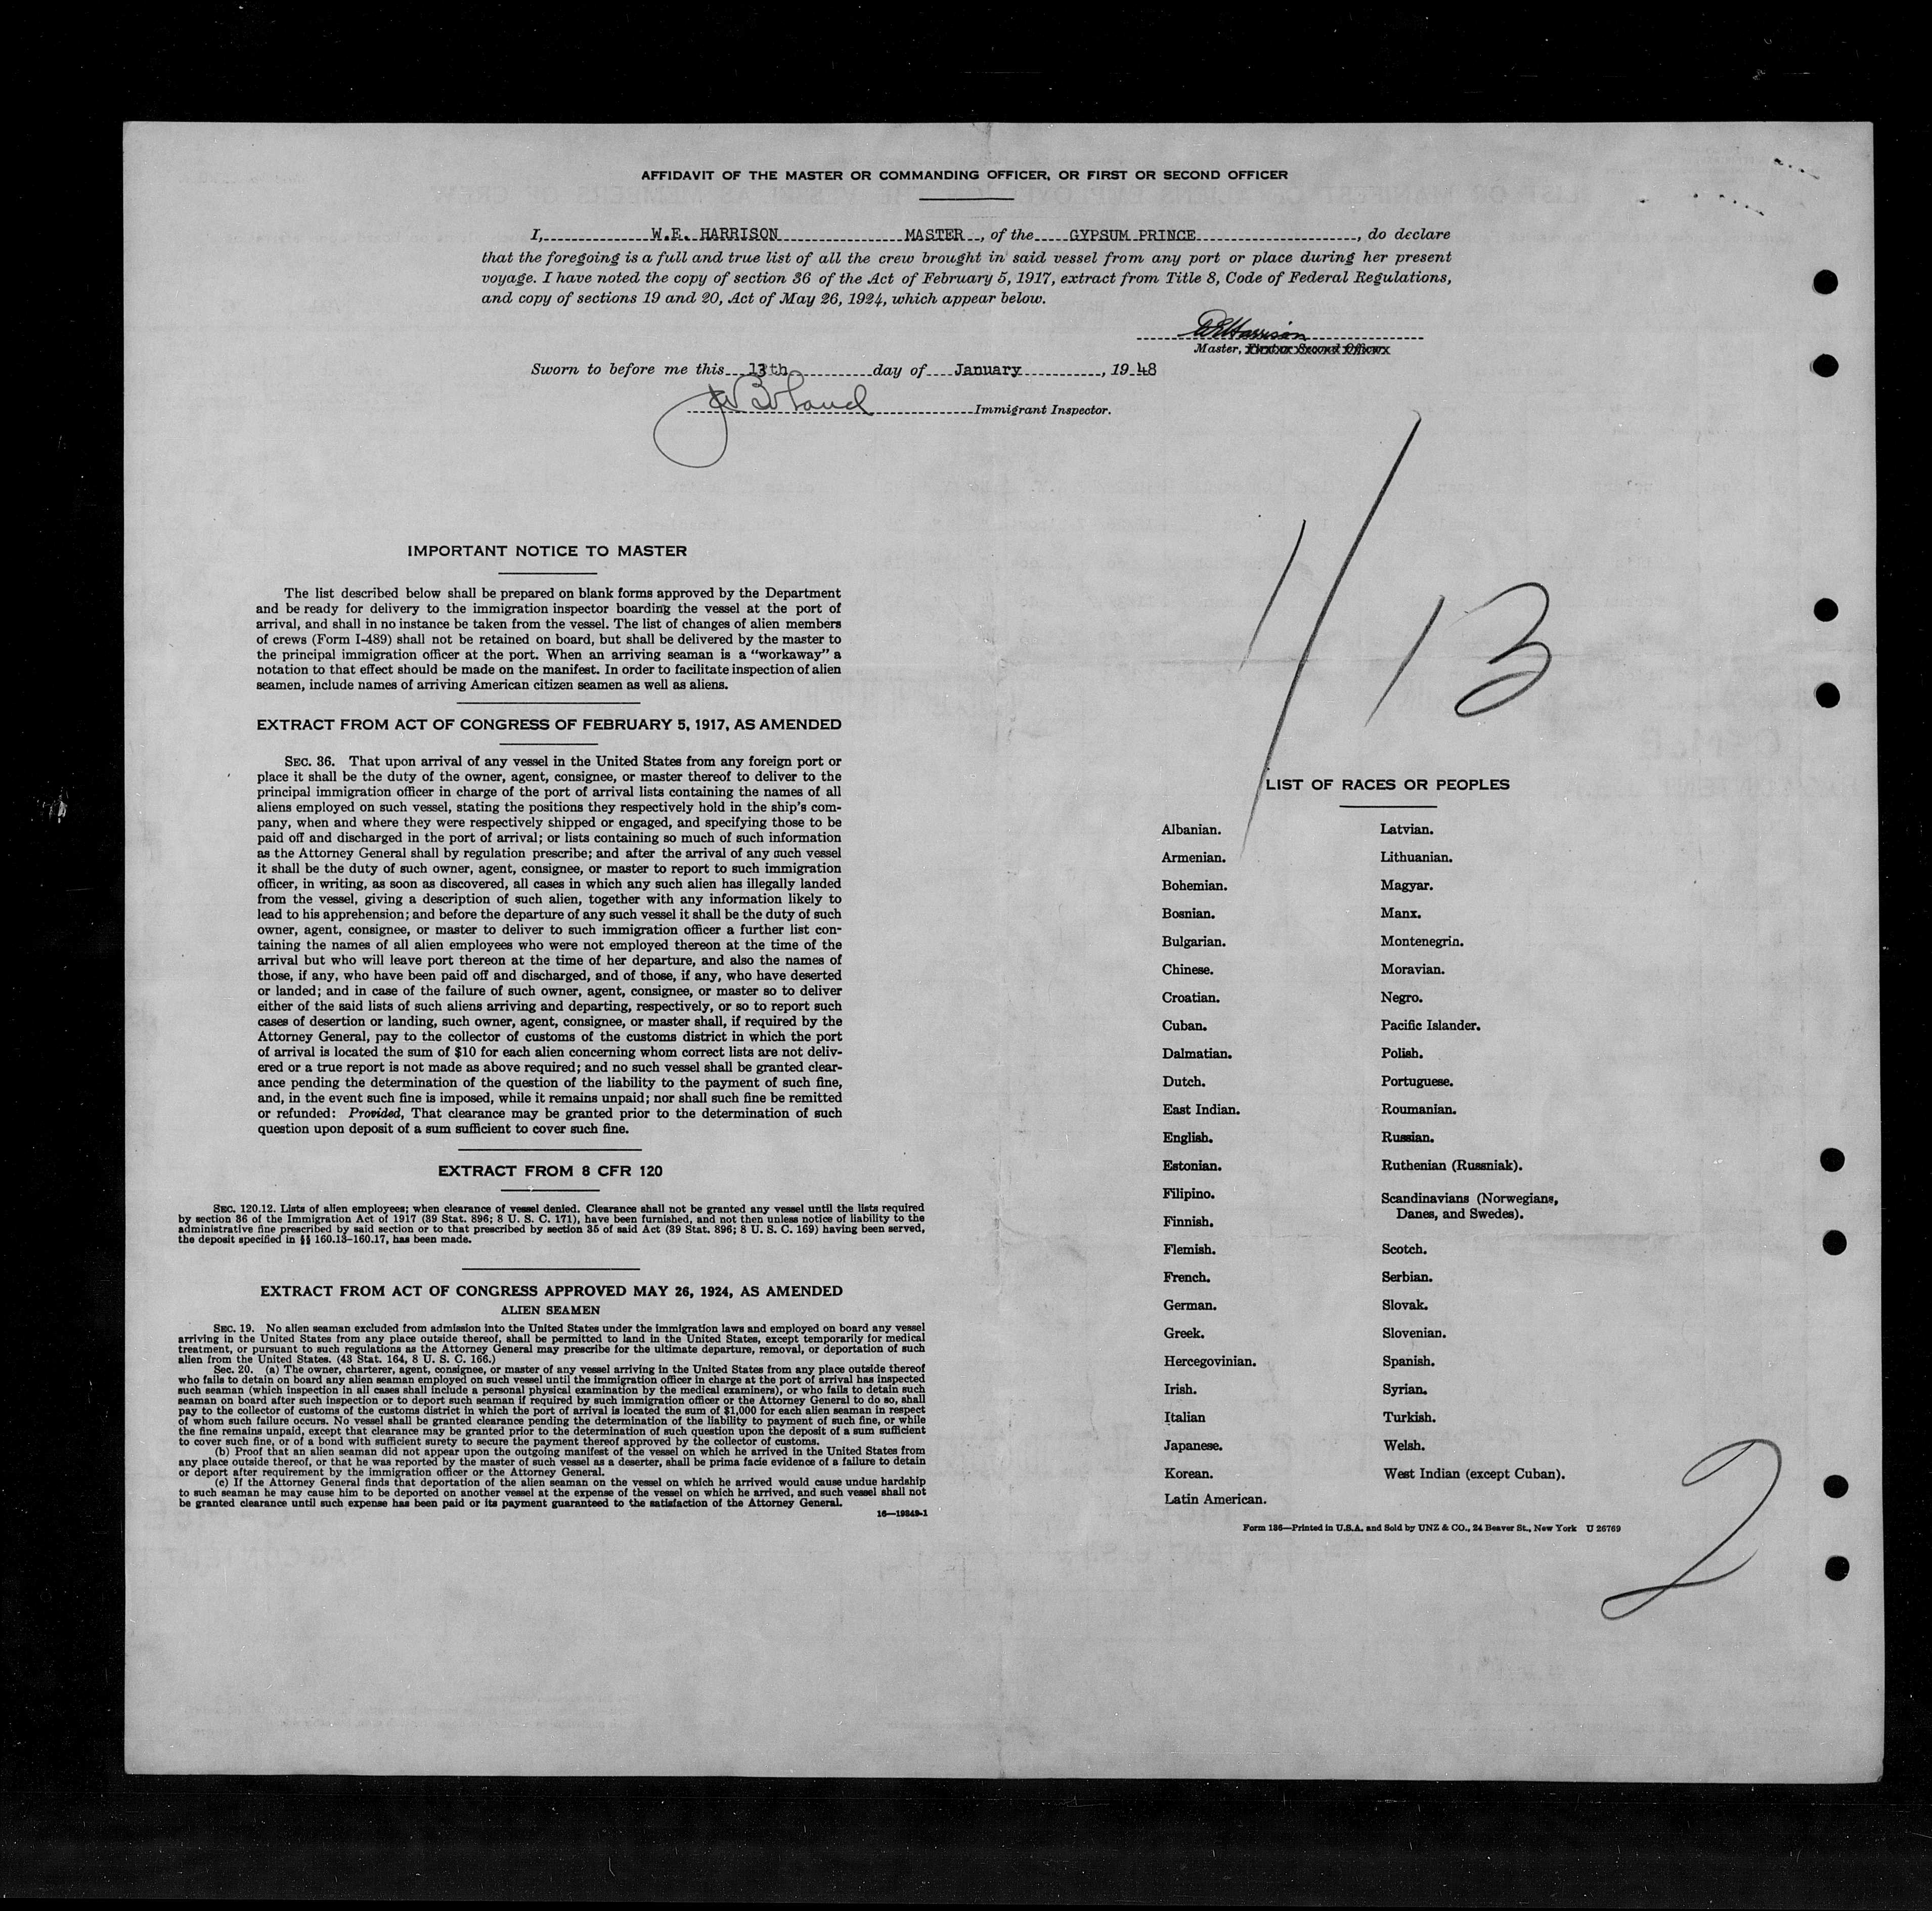 AFFIDAVIT OF THE MASTER OR COMMANDING OFFICER, OR FIRST OR SECOND OFFICER
I, W.E. HARRISON MASTER, of the GYPSUM PRINCE, do declare
that the foregoing is a full and true list of all the crew brought in said vessel from any port or place during her present
voyage. I have noted the copy of section 36 of the Act of February 5, 1917, extract from Title 8, Code of Federal Regulations,
and copy of sections 19 and 20, Act of May 26, 1924, which appear below.
WEHarrison
Master, First or Second Officer
Sworn to before me this 13th day of January, 1948
Immigrant Inspector.
1/13
IMPORTANT NOTICE TO MASTER
The list described below shall be prepared on blank forms approved by the Department
and be ready for delivery to the immigration inspector boarding the vessel at the port of
arrival, and shall in no instance be taken from the vessel. The list of changes of alien members
of crews (Form I-489) shall not be retained on board, but shall be delivered by the master to
the principal immigration officer at the port. When an arriving seaman is a "workaway" a
notation to that effect should be made on the manifest. In order to facilitate inspection of alien
seamen, include names of arriving American citizen seamen as well as aliens.
EXTRACT FROM ACT OF CONGRESS OF FEBRUARY 5, 1917, AS AMENDED
SEC. 36. That upon arrival of any vessel in the United States from any foreign port or
place it shall be the duty of the owner, agent, consignee, or master thereof to deliver to the
principal immigration officer in charge of the port of arrival lists containing the names of all
aliens employed on such vessel, stating the positions they respectively hold in the ship's com-
pany, when and where they were respectively shipped or engaged, and specifying those to be
paid off and discharged in the port of arrival; or lists containing so much of such information
as the Attorney General shall by regulation prescribe; and after the arrival of any such vessel
it shall be the duty of such owner, agent, consignee, or master to report to such immigration
officer, in writing, as soon as discovered, all cases in which any such alien has illegally landed
from the vessel, giving a description of such alien, together with any information likely to
lead to his apprehension; and before the departure of any such vessel it shall be the duty of such
owner, agent, consignee, or master to deliver to such immigration officer a further list con-
taining the names of all alien employees who were not employed thereon at the time of the
arrival but who will leave port thereon at the time of her departure, and also the names of
those, if any, who have been paid off and discharged, and of those, if any, who have deserted
or landed; and in case of the failure of such owner, agent, consignee, or master so to deliver
either of the said lists of such aliens arriving and departing, respectively, or so to report such
cases of desertion or landing, such owner, agent, consignee, or master shall, if required by the
Attorney General, pay to the collector of customs of the customs district in which the port
of arrival is located the sum of $10 for each alien concerning whom correct lists are not deliv-
ered or a true report is not made as above required; and no such vessel shall be granted clear-
ance pending the determination of the question of the liability to the payment of such fine,
and, in the event such fine is imposed, while it remains unpaid; nor shall such fine be remitted
or refunded: Provided, That clearance may be granted prior to the determination of such
question upon deposit of a sum sufficient to cover such fine.
EXTRACT FROM 8 CFR 120
SEC. 120.12. Lists of alien employees; when clearance of vessel denied. Clearance shall not be granted any vessel until the lists required
by section 36 of the Immigration Act of 1917 (39 Stat. 896; 8 U. S. C. 171), have been furnished, and not then unless notice of liability to the
administrative fine prescribed by said section or to that prescribed by section 35 of said Act (39 Stat. 896; 8 U. S. C. 169) having been served,
the deposit specified in §§ 160.13-160.17, has been made.
EXTRACT FROM ACT OF CONGRESS APPROVED MAY 26, 1924, AS AMENDED
ALIEN SEAMEN
SEC. 19. No alien seaman excluded from admission into the United States under the immigration laws and employed on board any vessel
arriving in the United States from any place outside thereof, shall be permitted to land in the United States, except temporarily for medical
treatment, or pursuant to such regulations as the Attorney General may prescribe for the ultimate departure, removal, or deportation of such
alien from the United States. (43 Stat. 164, 8 U. S. C. 166.)
Sec. 20. (a) The owner, charterer, agent, consignee, or master of any vessel arriving in the United States from any place outside thereof
who fails to detain on board any alien seaman employed on such vessel until the immigration officer in charge at the port of arrival has inspected
such seaman (which inspection in all cases shall include a personal physical examination by the medical examiners), or who fails to detain such
seaman on board after such inspection or to deport such seaman if required by such immigration officer or the Attorney General to do so, shall
pay to the collector of customs of the customs district in which the port of arrival is located the sum of $1,000 for each alien seaman in respect
of whom such failure occurs. No vessel shall be granted clearance pending the determination of the liability to payment of such fine, or while
the fine remains unpaid, except that clearance may be granted prior to the determination of such question upon the deposit of a sum sufficient
to cover such fine, or of a bond with sufficient surety to secure the payment thereof approved by the collector of customs.
(b) Proof that an alien seaman did not appear upon the outgoing manifest of the vessel on which he arrived in the United States from
any place outside thereof, or that he was reported by the master of such vessel as a deserter, shall be prima facie evidence of a failure to detain
or deport after requirement by the immigration officer or the Attorney General.
(c) If the Attorney General finds that deportation of the alien seaman on the vessel on which he arrived would cause undue hardship
to such seaman he may cause him to be deported on another vessel at the expense of the vessel on which he arrived, and such vessel shall not
be granted clearance until such expense has been paid or its payment guaranteed to the satisfaction of the Attorney General.
16—19849-1
LIST OF RACES OR PEOPLES
Albanian.
Armenian.
Bohemian.
Bosnian.
Bulgarian.
Chinese.
Croatian.
Cuban.
Dalmatian.
Dutch.
East Indian.
English.
Estonian.
Filipino.
Finnish.
Flemish.
French.
German.
Greek.
Hercegovinian.
Irish.
Italian
Japanese.
Korean.
Latin American.
Latvian.
Lithuanian.
Magyar.
Manx.
Montenegrin.
Moravian.
Negro.
Pacific Islander.
Polish.
Portuguese.
Roumanian.
Russian.
Ruthenian (Russniak).
Scandinavians (Norwegians,
Danes, and Swedes).
Scotch.
Serbian.
Slovak.
Slovenian.
Spanish.
Syrian.
Turkish.
Welsh.
West Indian (except Cuban).
Form 186—Printed in U.S.A. and Sold by UNZ & CO., 24 Beaver St., New York U 26769
2